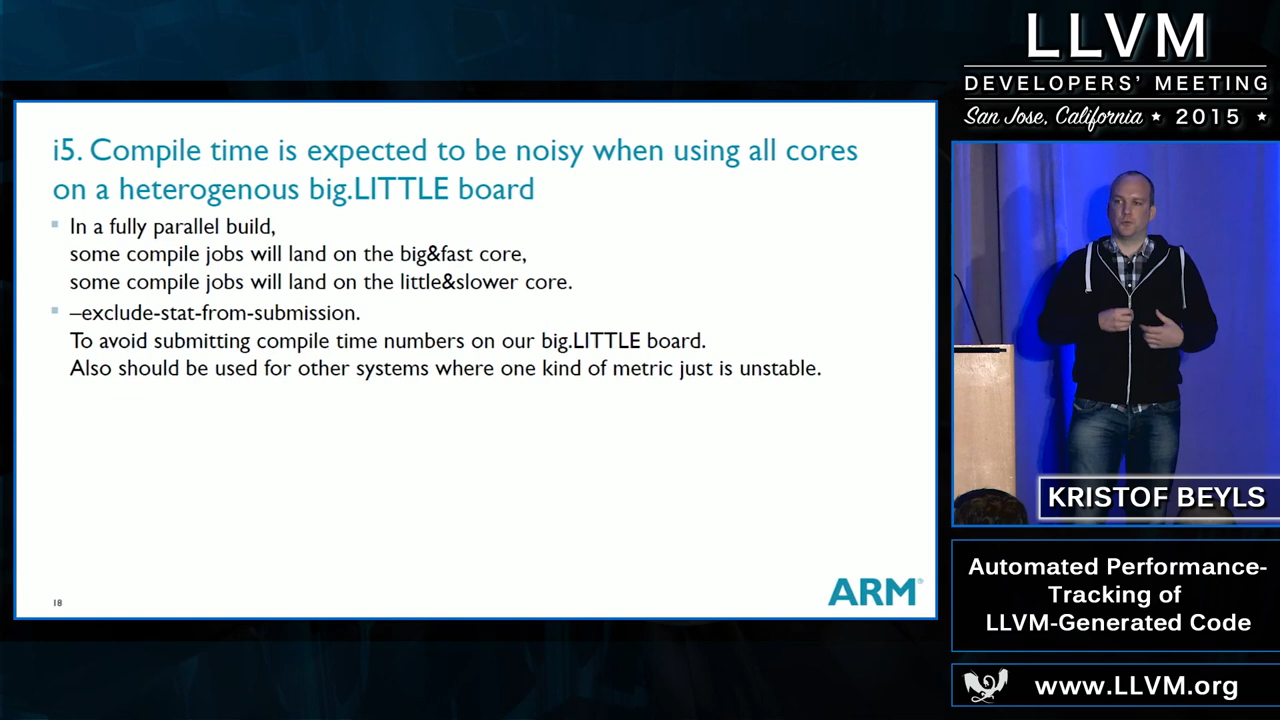 LLVM
DEVELOPERS' MEETING
San Jose, California ★ 2015 ★
i5. Compile time is expected to be noisy when using all cores
on a heterogenous big.LITTLE board
In a fully parallel build,
some compile jobs will land on the big&fast core,
some compile jobs will land on the little&slower core.
–exclude-stat-from-submission.
To avoid submitting compile time numbers on our big.LITTLE board.
Also should be used for other systems where one kind of metric just is unstable.
18
ARM®
KRISTOF BEYLS
Automated Performance-
Tracking of
LLVM-Generated Code
www.LLVM.org